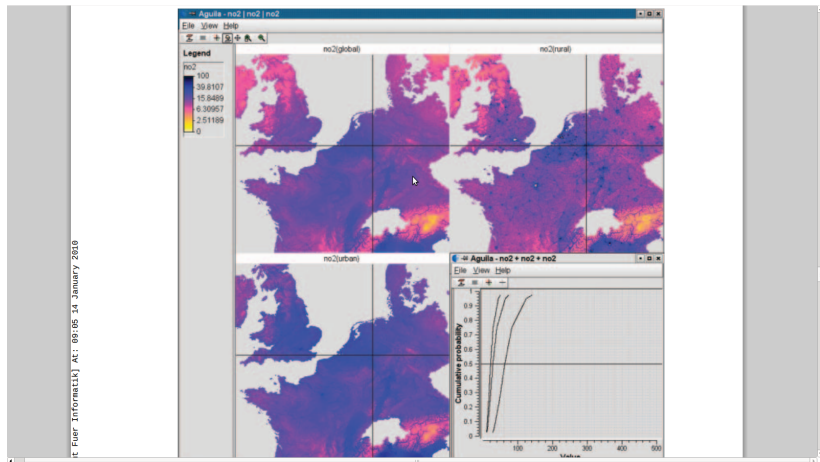 Aguila - no2 | no2 | no2
File View Help
Legend
no2
100
39.8107
15.8489
6.30957
2.51189
0
no2(global)
no2(rural)
no2(urban)
Aguila - no2 + no2 + no2
File View Help
Cumulative probability
1
0.9
0.8
0.7
0.6
0.5
0.4
0.3
0.2
0.1
0
100
200
300
400
500
Value
t Fuer Informatik] At: 09:05 14 January 2010